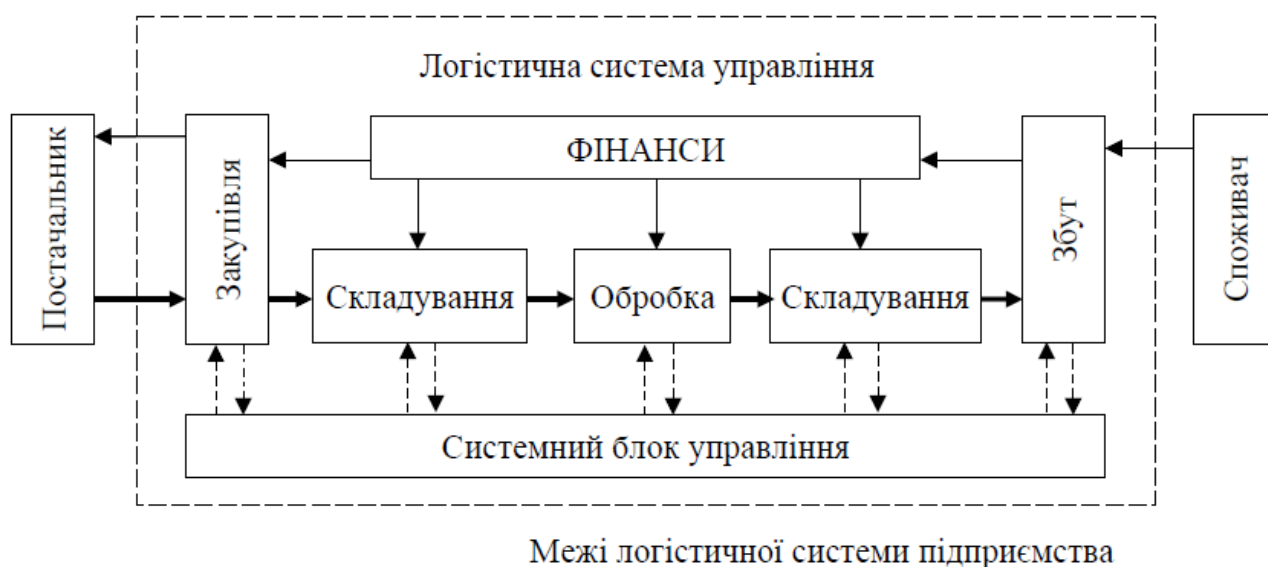 Логістична система управління
Постачальник
Закупівля
ФІНАНСИ
Збут
Споживач
Складування
Обробка
Складування
Системний блок управління
Межі логістичної системи підприємства